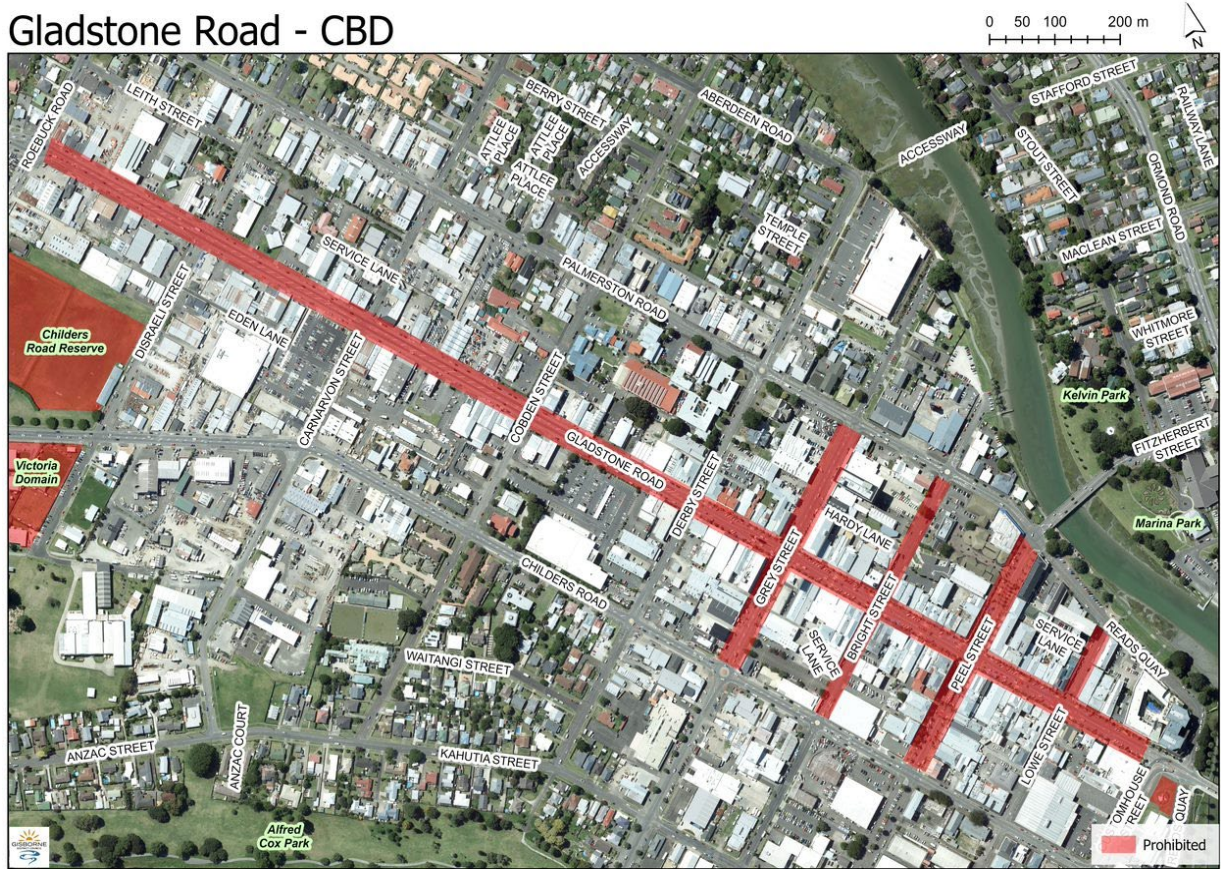 Gladstone Road - CBD
0 50 100 200 m
N
ROEBUCK ROAD
LEITH STREET
BERRY STREET
ABERDEEN ROAD
STAFFORD STREET
RAILWAY LANE
ATTLEE
PLACE
ATTLEE
PLACE
ATTLEE
PLACE
ACCESSWAY
ACCESSWAY
STOUT STREET
ORMOND ROAD
TEMPLE
STREET
MACLEAN STREET
SERVICE LANE
PALMERSTON ROAD
DISRAELI STREET
EDEN LANE
Childers
Road Reserve
WHITMORE
STREET
CARNARVON STREET
COBDEN STREET
Kelvin Park
FITZHERBERT
STREET
GLADSTONE ROAD
Victoria
Domain
DERBY STREET
HARDY LANE
Marina Park
GREY STREET
CHILDERS ROAD
BRIGHT STREET
SERVICE
LANE
PEEL STREET
SERVICE
LANE
READS QUAY
WAITANGI STREET
ANZAC STREET
ANZAC COURT
KAHUTIA STREET
LOWE STREET
OMHOUSE
REET
QUAY
Alfred
Cox Park
GISBORNE
Prohibited